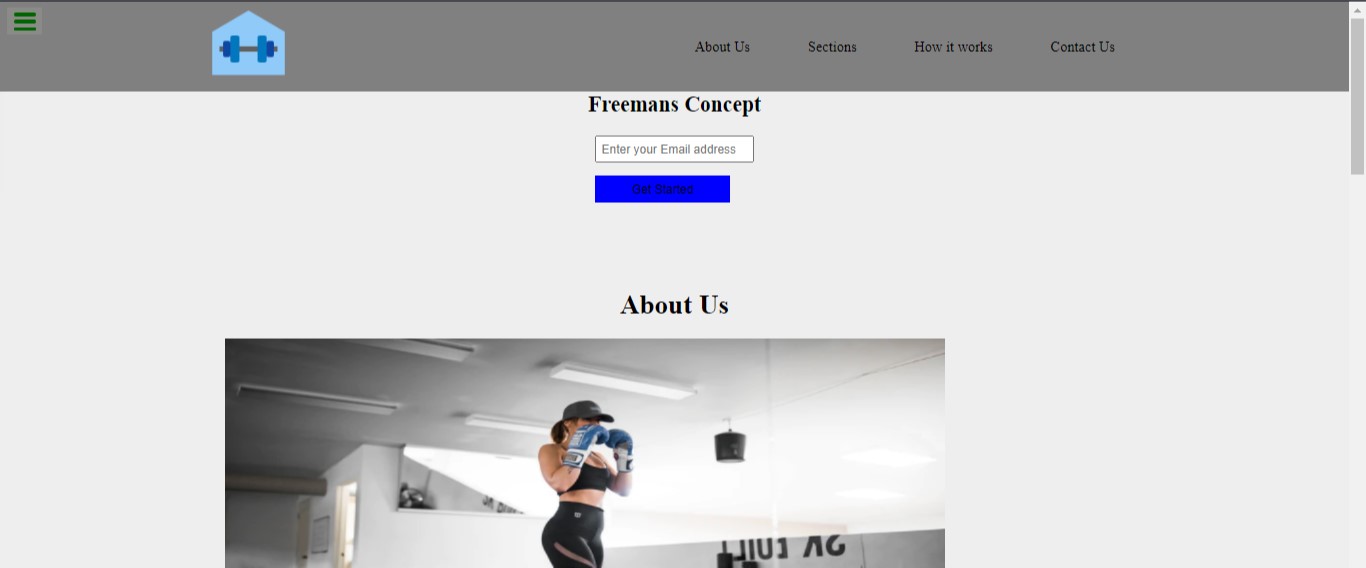 About Us Sections How it works Contact Us
Freemans Concept
Enter your Email address
Get Started
About Us